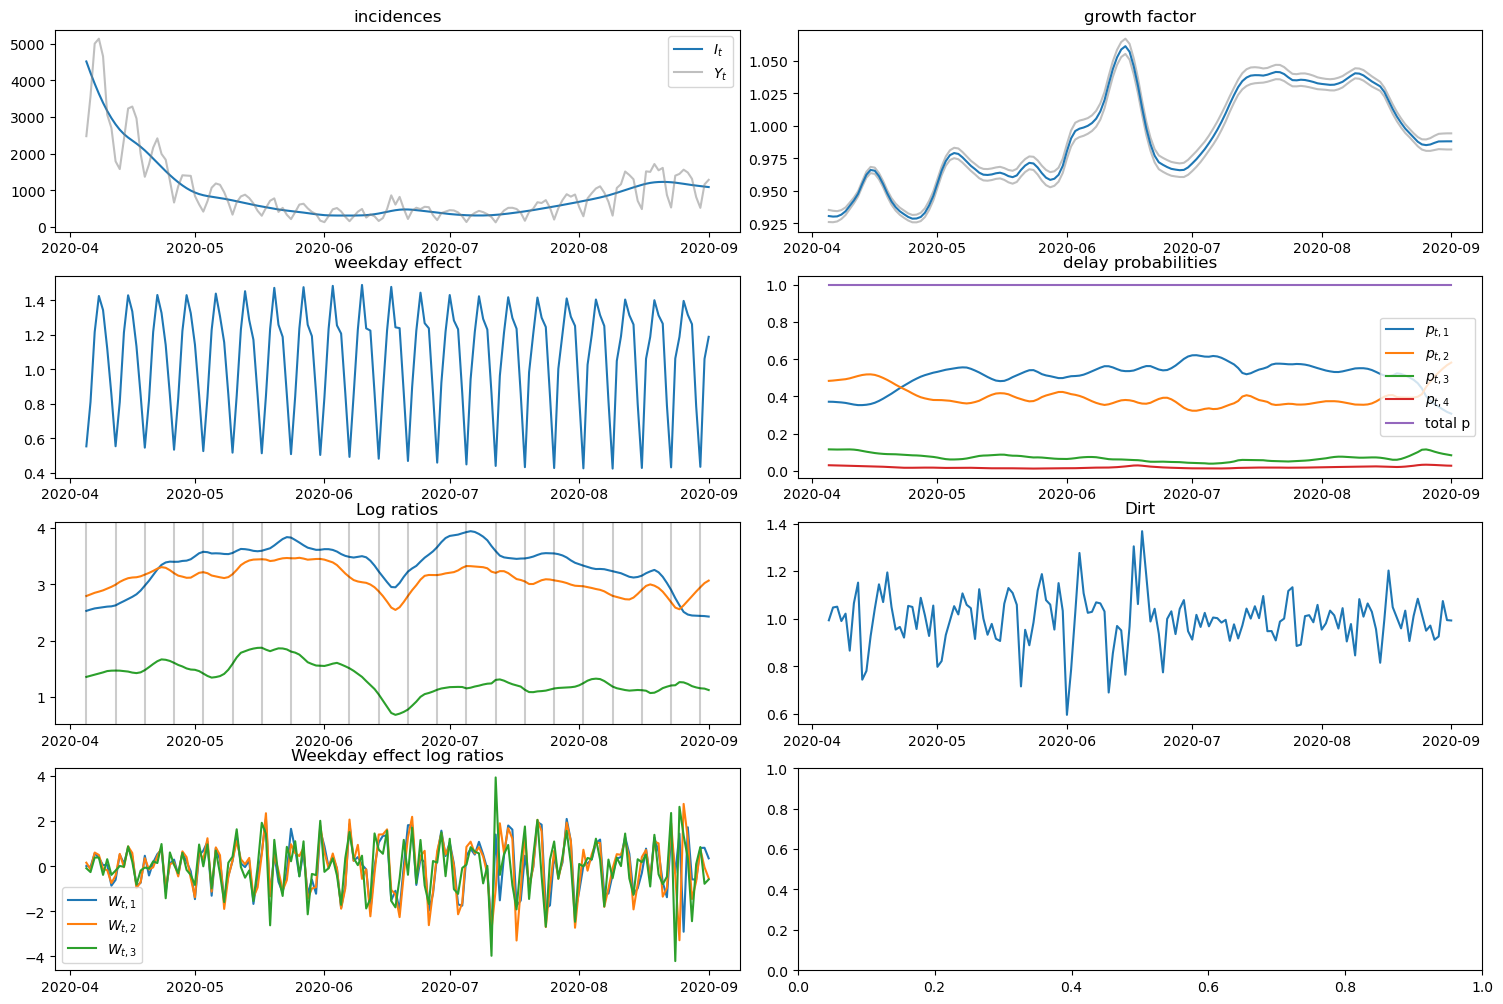 incidences
5000
4000
3000
2000
1000
0
I_t
Y_t
2020-04 2020-05 2020-06 2020-07 2020-08 2020-09
growth factor
1.050
1.025
1.000
0.975
0.950
0.925
2020-04 2020-05 2020-06 2020-07 2020-08 2020-09
weekday effect
1.4
1.2
1.0
0.8
0.6
0.4
2020-04 2020-05 2020-06 2020-07 2020-08 2020-09
delay probabilities
1.0
0.8
0.6
0.4
0.2
0.0
p_{t,1}
p_{t,2}
p_{t,3}
p_{t,4}
total p
2020-04 2020-05 2020-06 2020-07 2020-08 2020-09
Log ratios
4
3
2
1
2020-04 2020-05 2020-06 2020-07 2020-08 2020-09
Dirt
1.4
1.2
1.0
0.8
0.6
2020-04 2020-05 2020-06 2020-07 2020-08 2020-09
Weekday effect log ratios
4
2
0
−2
−4
W_{t,1}
W_{t,2}
W_{t,3}
2020-04 2020-05 2020-06 2020-07 2020-08 2020-09
1.0
0.8
0.6
0.4
0.2
0.0
0.0 0.2 0.4 0.6 0.8 1.0